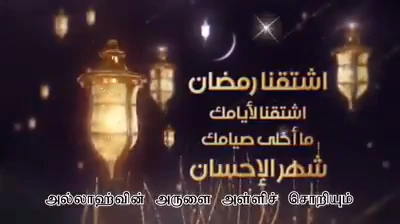 اشتقنا رمضان
اشتقنا لأيامك
ما أحلى صيامك
شهر الإحسان
அல்லாஹ்வின் அருளை அள்ளிச் சொறியும்